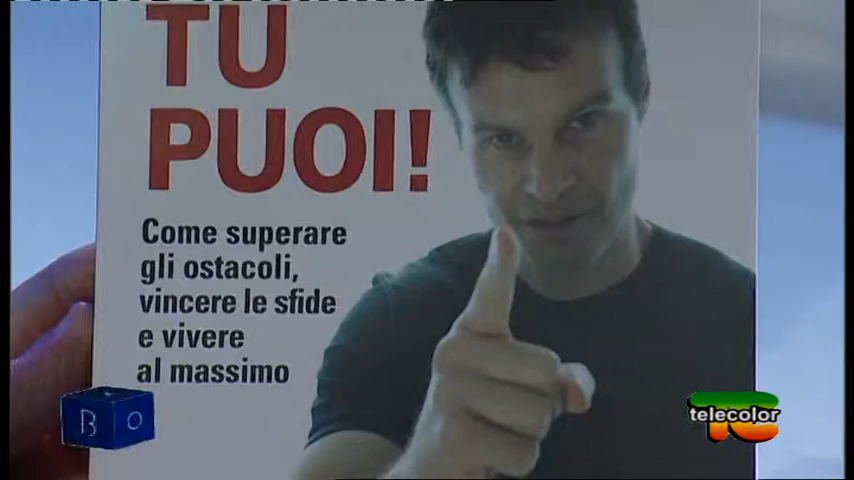 TU
PUOI!
Come superare
gli ostacoli,
vincere le sfide
e vivere
al massimo
B O
telecolor